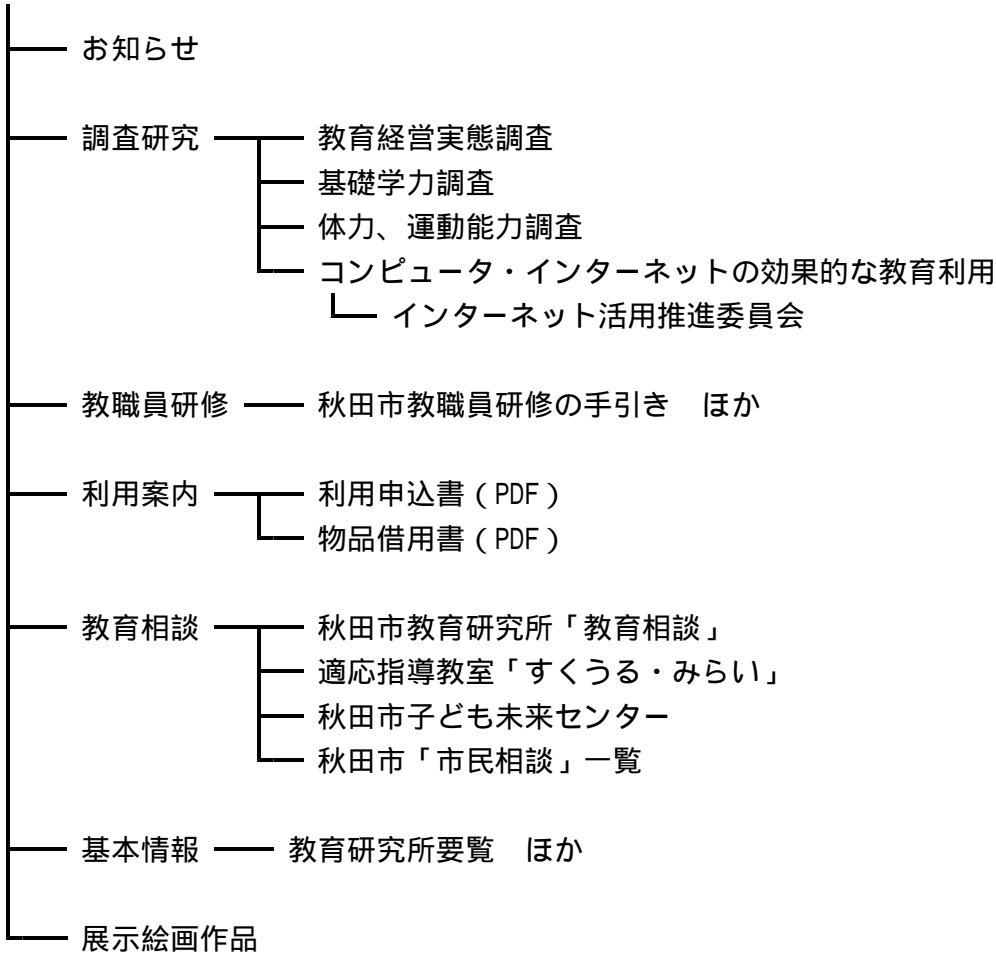 お知らせ
調査研究 教育経営実態調査
基礎学力調査
体力、運動能力調査
コンピュータ・インターネットの効果的な教育利用
インターネット活用推進委員会
教職員研修 秋田市教職員研修の手引き　ほか
利用案内 利用申込書(PDF)
物品借用書(PDF)
教育相談 秋田市教育研究所「教育相談」
適応指導教室「すくうる・みらい」
秋田市子ども未来センター
秋田市「市民相談」一覧
基本情報 教育研究所要覧　ほか
展示絵画作品